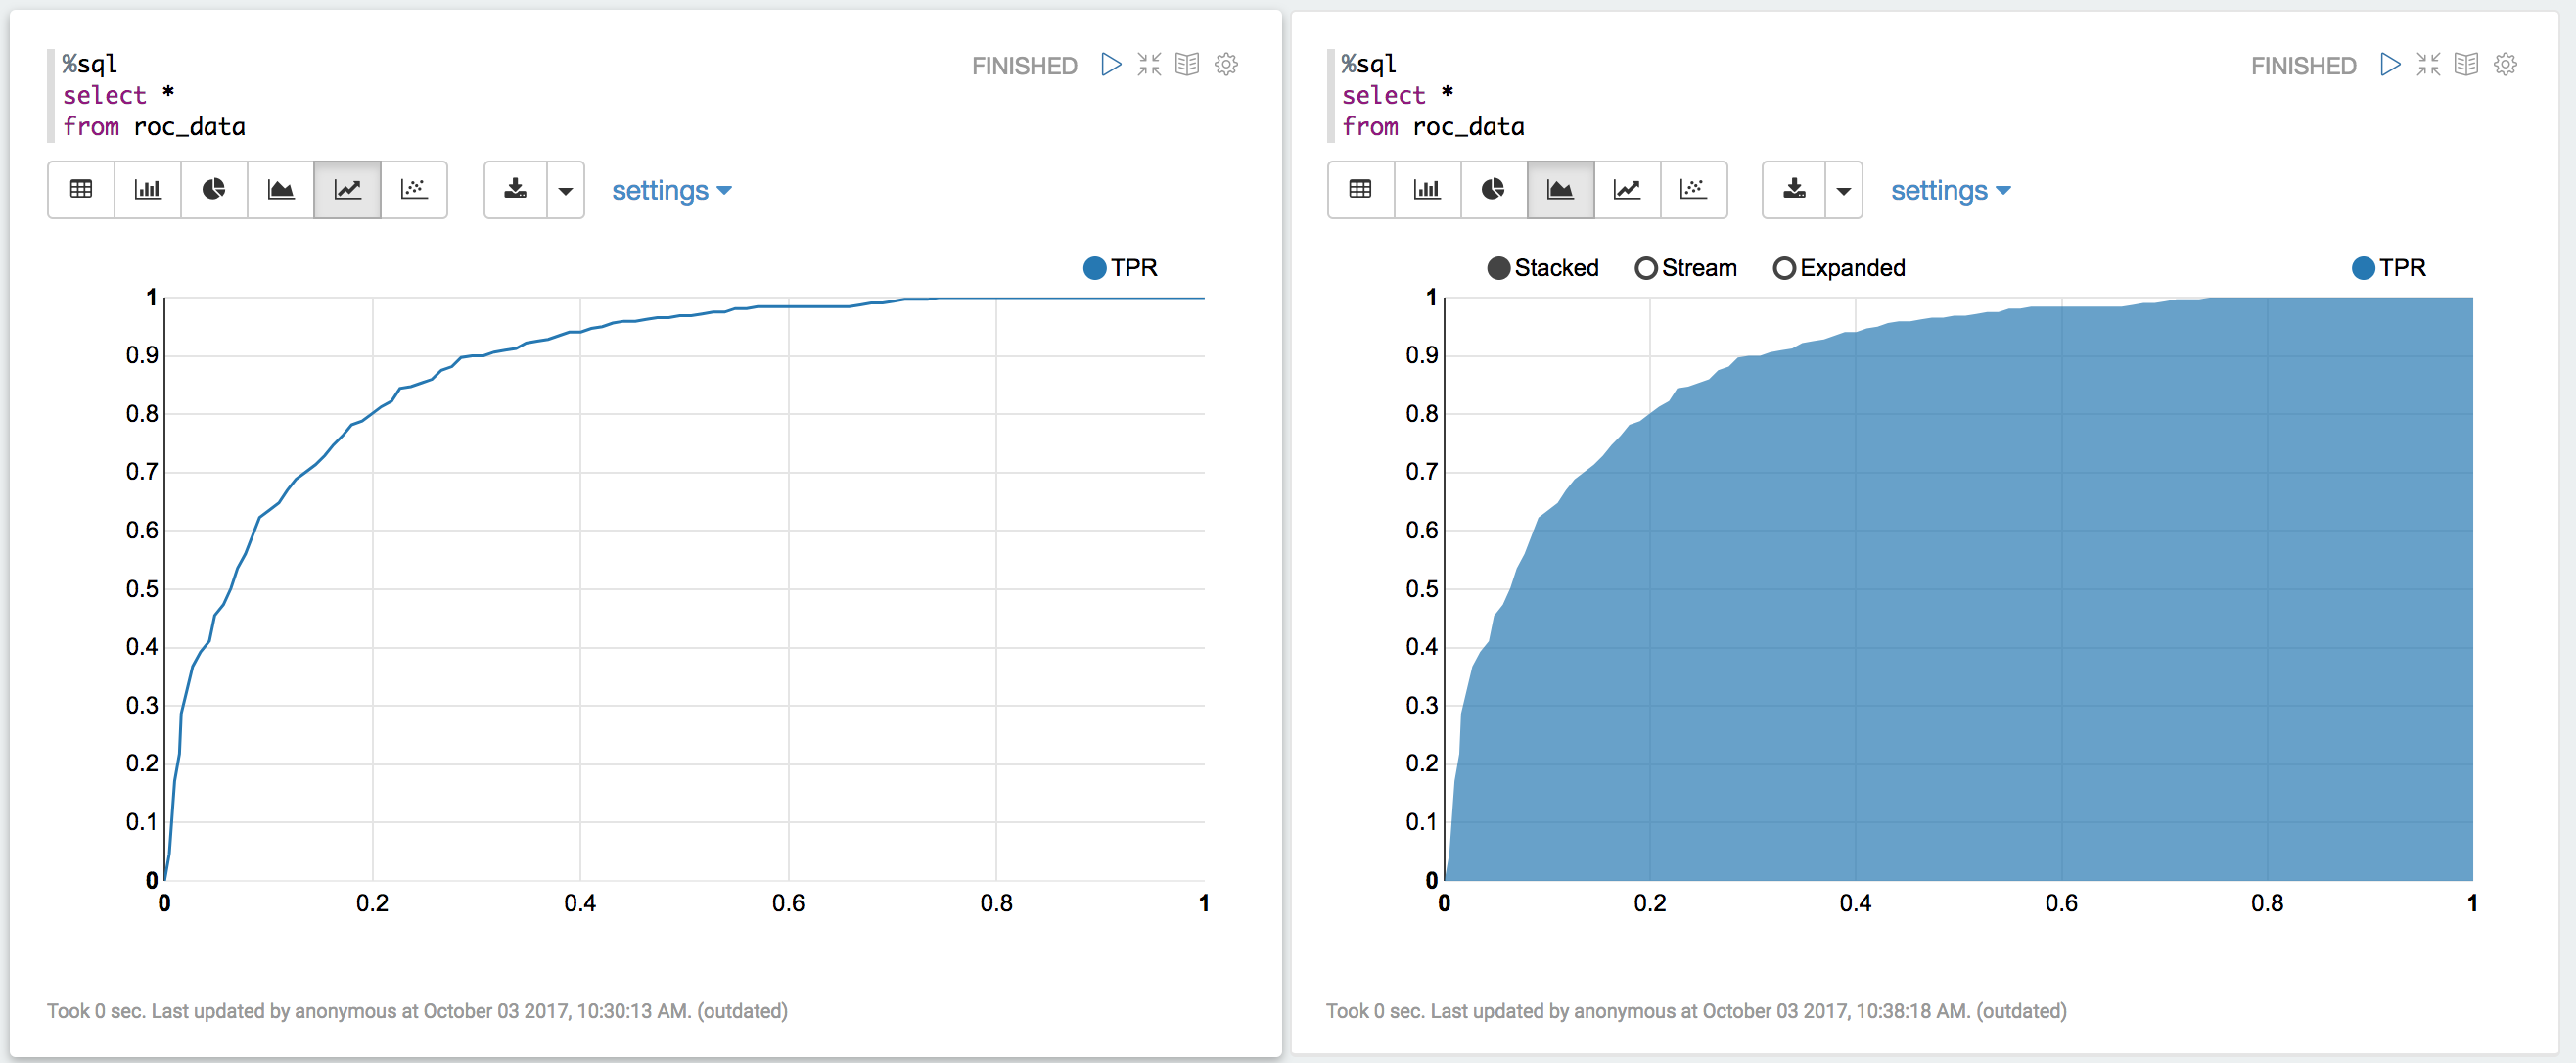 %sql
select *
from roc_data
FINISHED
settings
TPR
1
0.9
0.8
0.7
0.6
0.5
0.4
0.3
0.2
0.1
0
0 0.2 0.4 0.6 0.8 1
Took 0 sec. Last updated by anonymous at October 03 2017, 10:30:13 AM. (outdated)
%sql
select *
from roc_data
FINISHED
settings
Stacked Stream Expanded TPR
1
0.9
0.8
0.7
0.6
0.5
0.4
0.3
0.2
0.1
0
0 0.2 0.4 0.6 0.8 1
Took 0 sec. Last updated by anonymous at October 03 2017, 10:38:18 AM. (outdated)